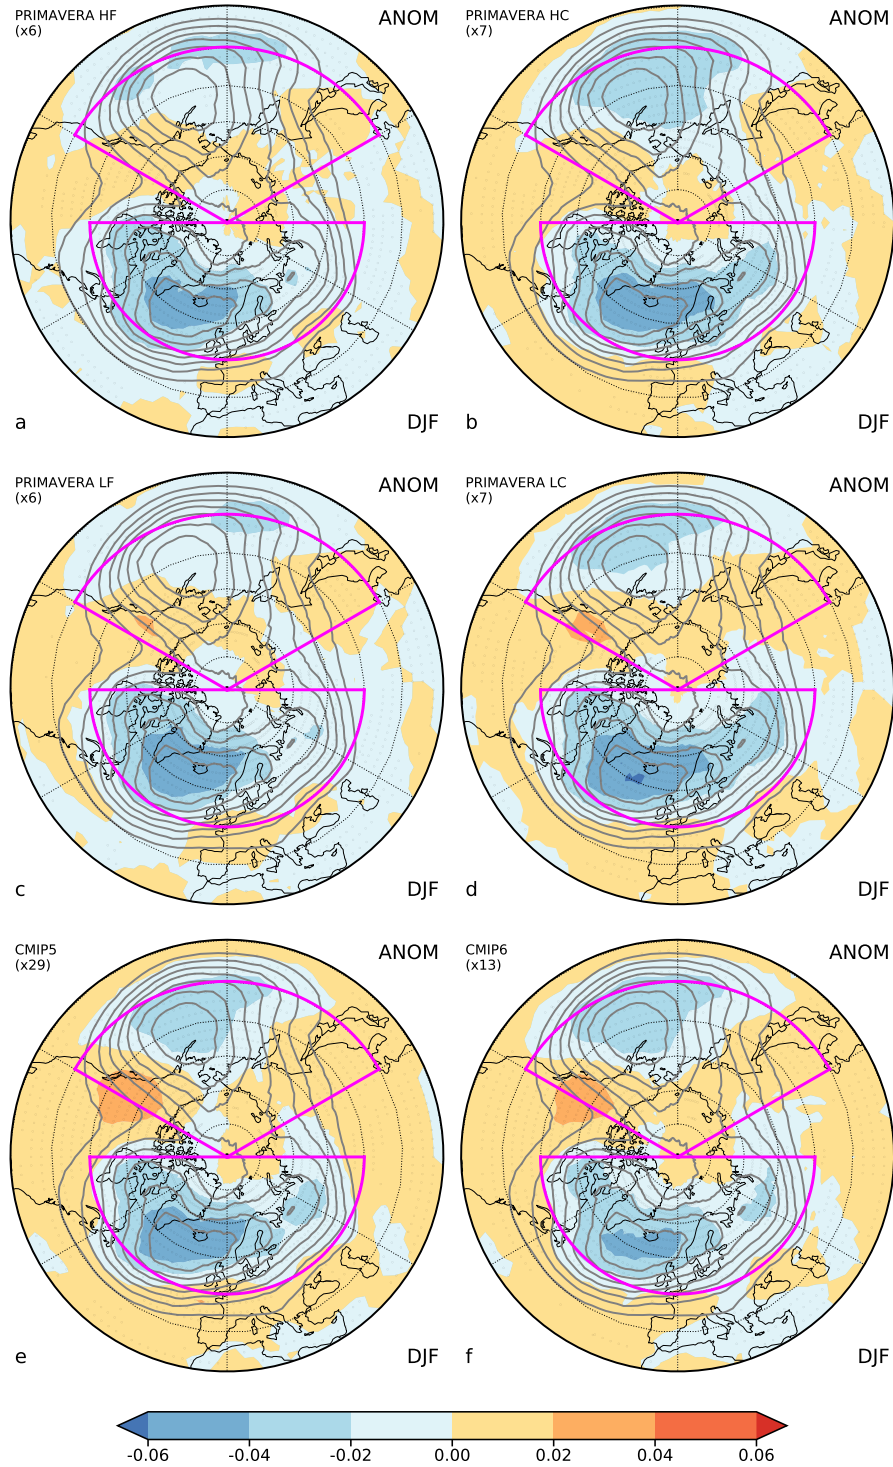 PRIMAVERA HF
(x6)
ANOM
a
DJF
PRIMAVERA HC
(x7)
ANOM
b
DJF
PRIMAVERA LF
(x6)
ANOM
c
DJF
PRIMAVERA LC
(x7)
ANOM
d
DJF
CMIP5
(x29)
ANOM
e
DJF
CMIP6
(x13)
ANOM
f
DJF
-0.06 -0.04 -0.02 0.00 0.02 0.04 0.06